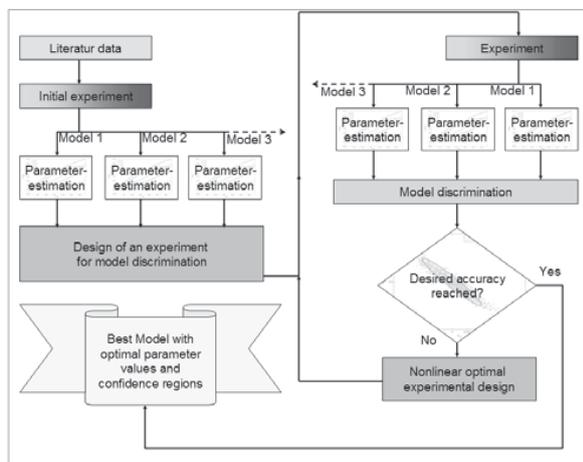 Literatur data
Initial experiment
Model 1
Model 2
Model 3
Parameter-
estimation
Parameter-
estimation
Parameter-
estimation
Design of an experiment
for model discrimination
Best Model with
optimal parameter
values and
confidence regions
Experiment
Model 3
Model 2
Model 1
Parameter-
estimation
Parameter-
estimation
Parameter-
estimation
Model discrimination
Desired accuracy
reached?
Yes
No
Nonlinear optimal
experimental design